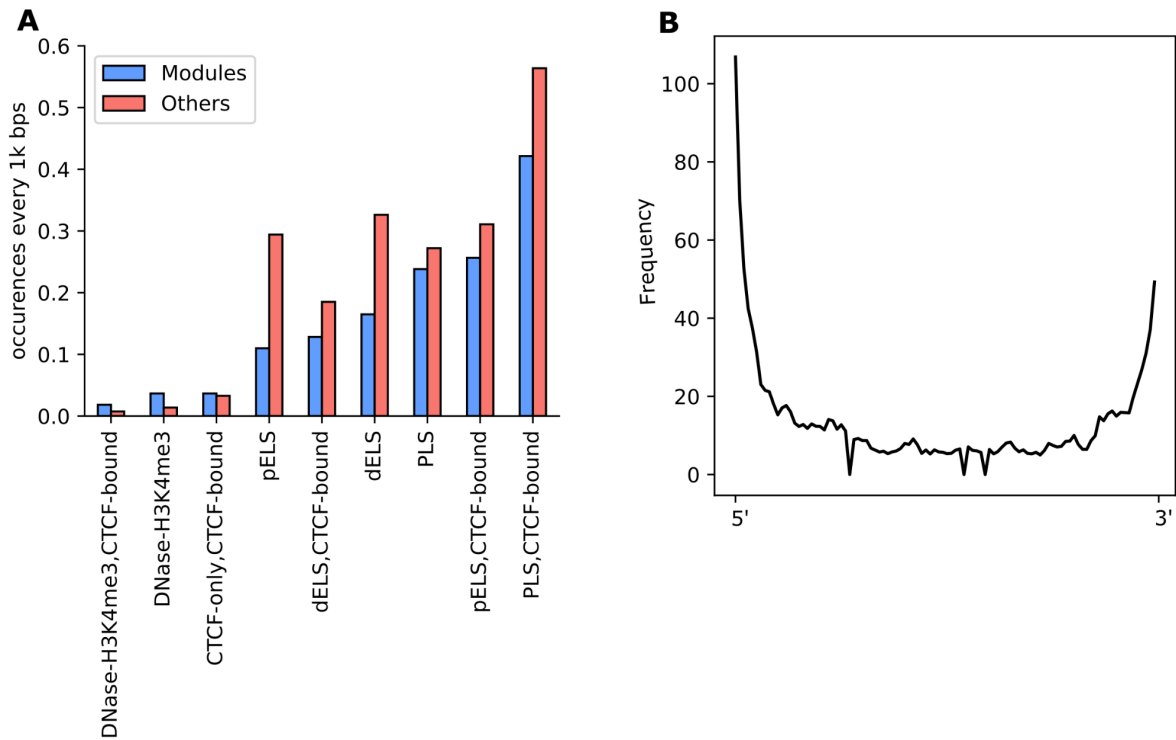 A
occurences every 1k bps
0.6
0.5
0.4
0.3
0.2
0.1
0.0
Modules
Others
DNase-H3K4me3,CTCF-bound
DNase-H3K4me3
CTCF-only,CTCF-bound
pELS
dELS,CTCF-bound
dELS
PLS
pELS,CTCF-bound
PLS,CTCF-bound
B
Frequency
100
80
60
40
20
0
5'
3'